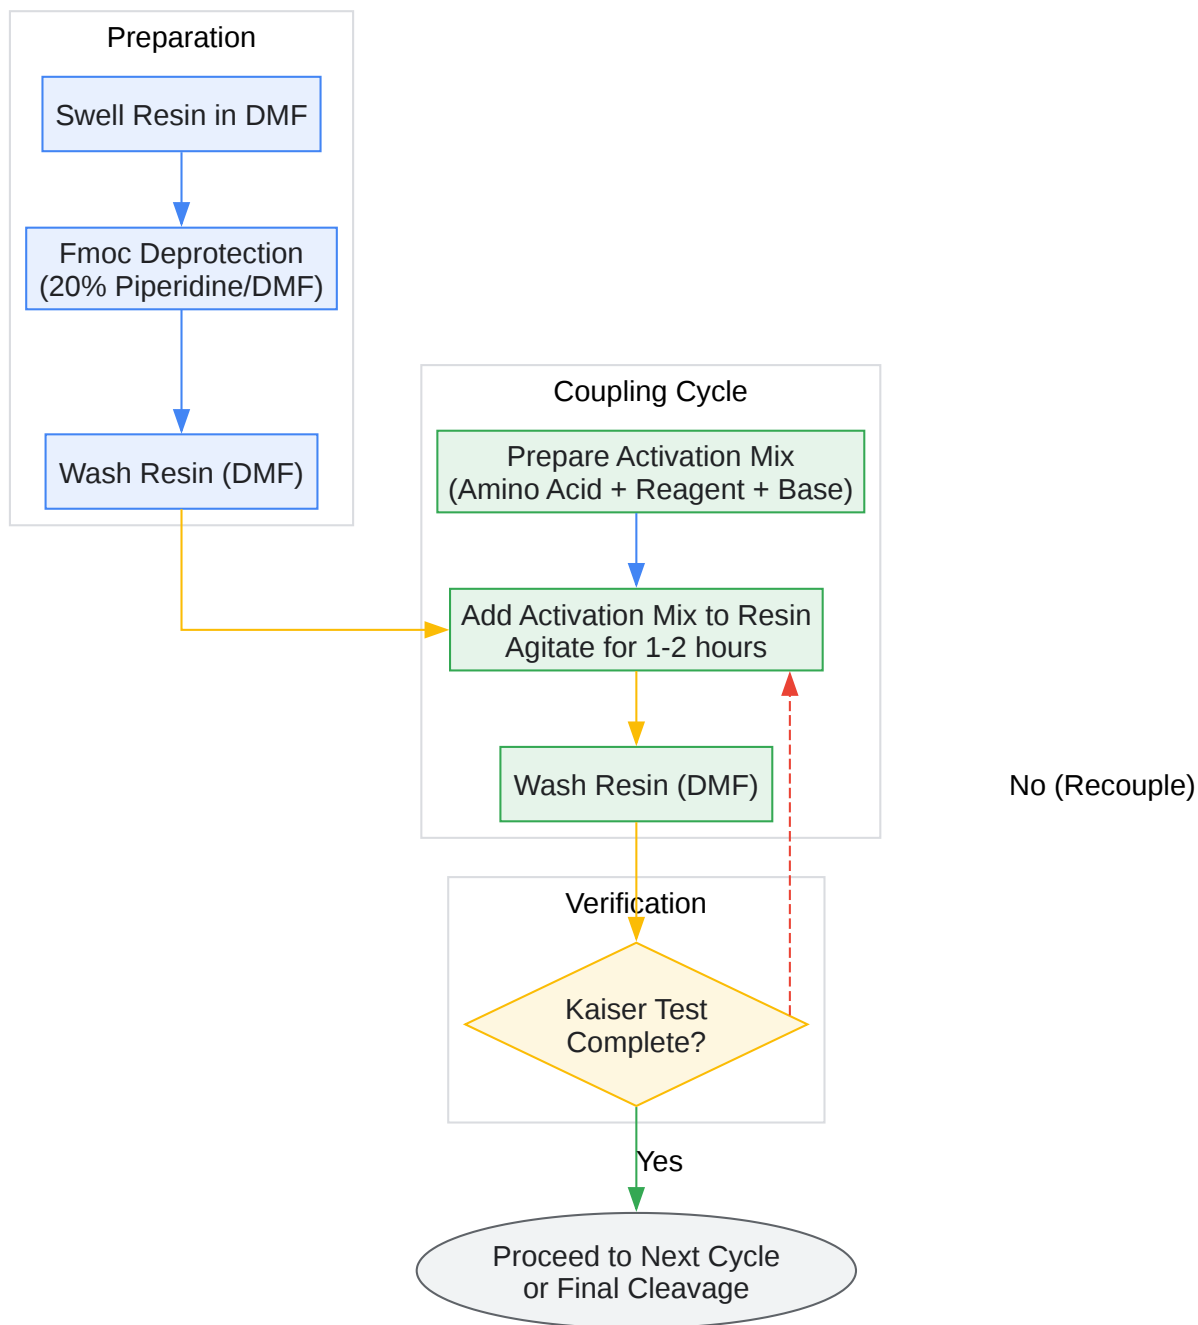 Preparation
Swell Resin in DMF
Fmoc Deprotection
(20% Piperidine/DMF)
Wash Resin (DMF)
Coupling Cycle
Prepare Activation Mix
(Amino Acid + Reagent + Base)
Add Activation Mix to Resin
Agitate for 1-2 hours
Wash Resin (DMF)
No (Recouple)
Verification
Kaiser Test
Complete?
Yes
Proceed to Next Cycle
or Final Cleavage